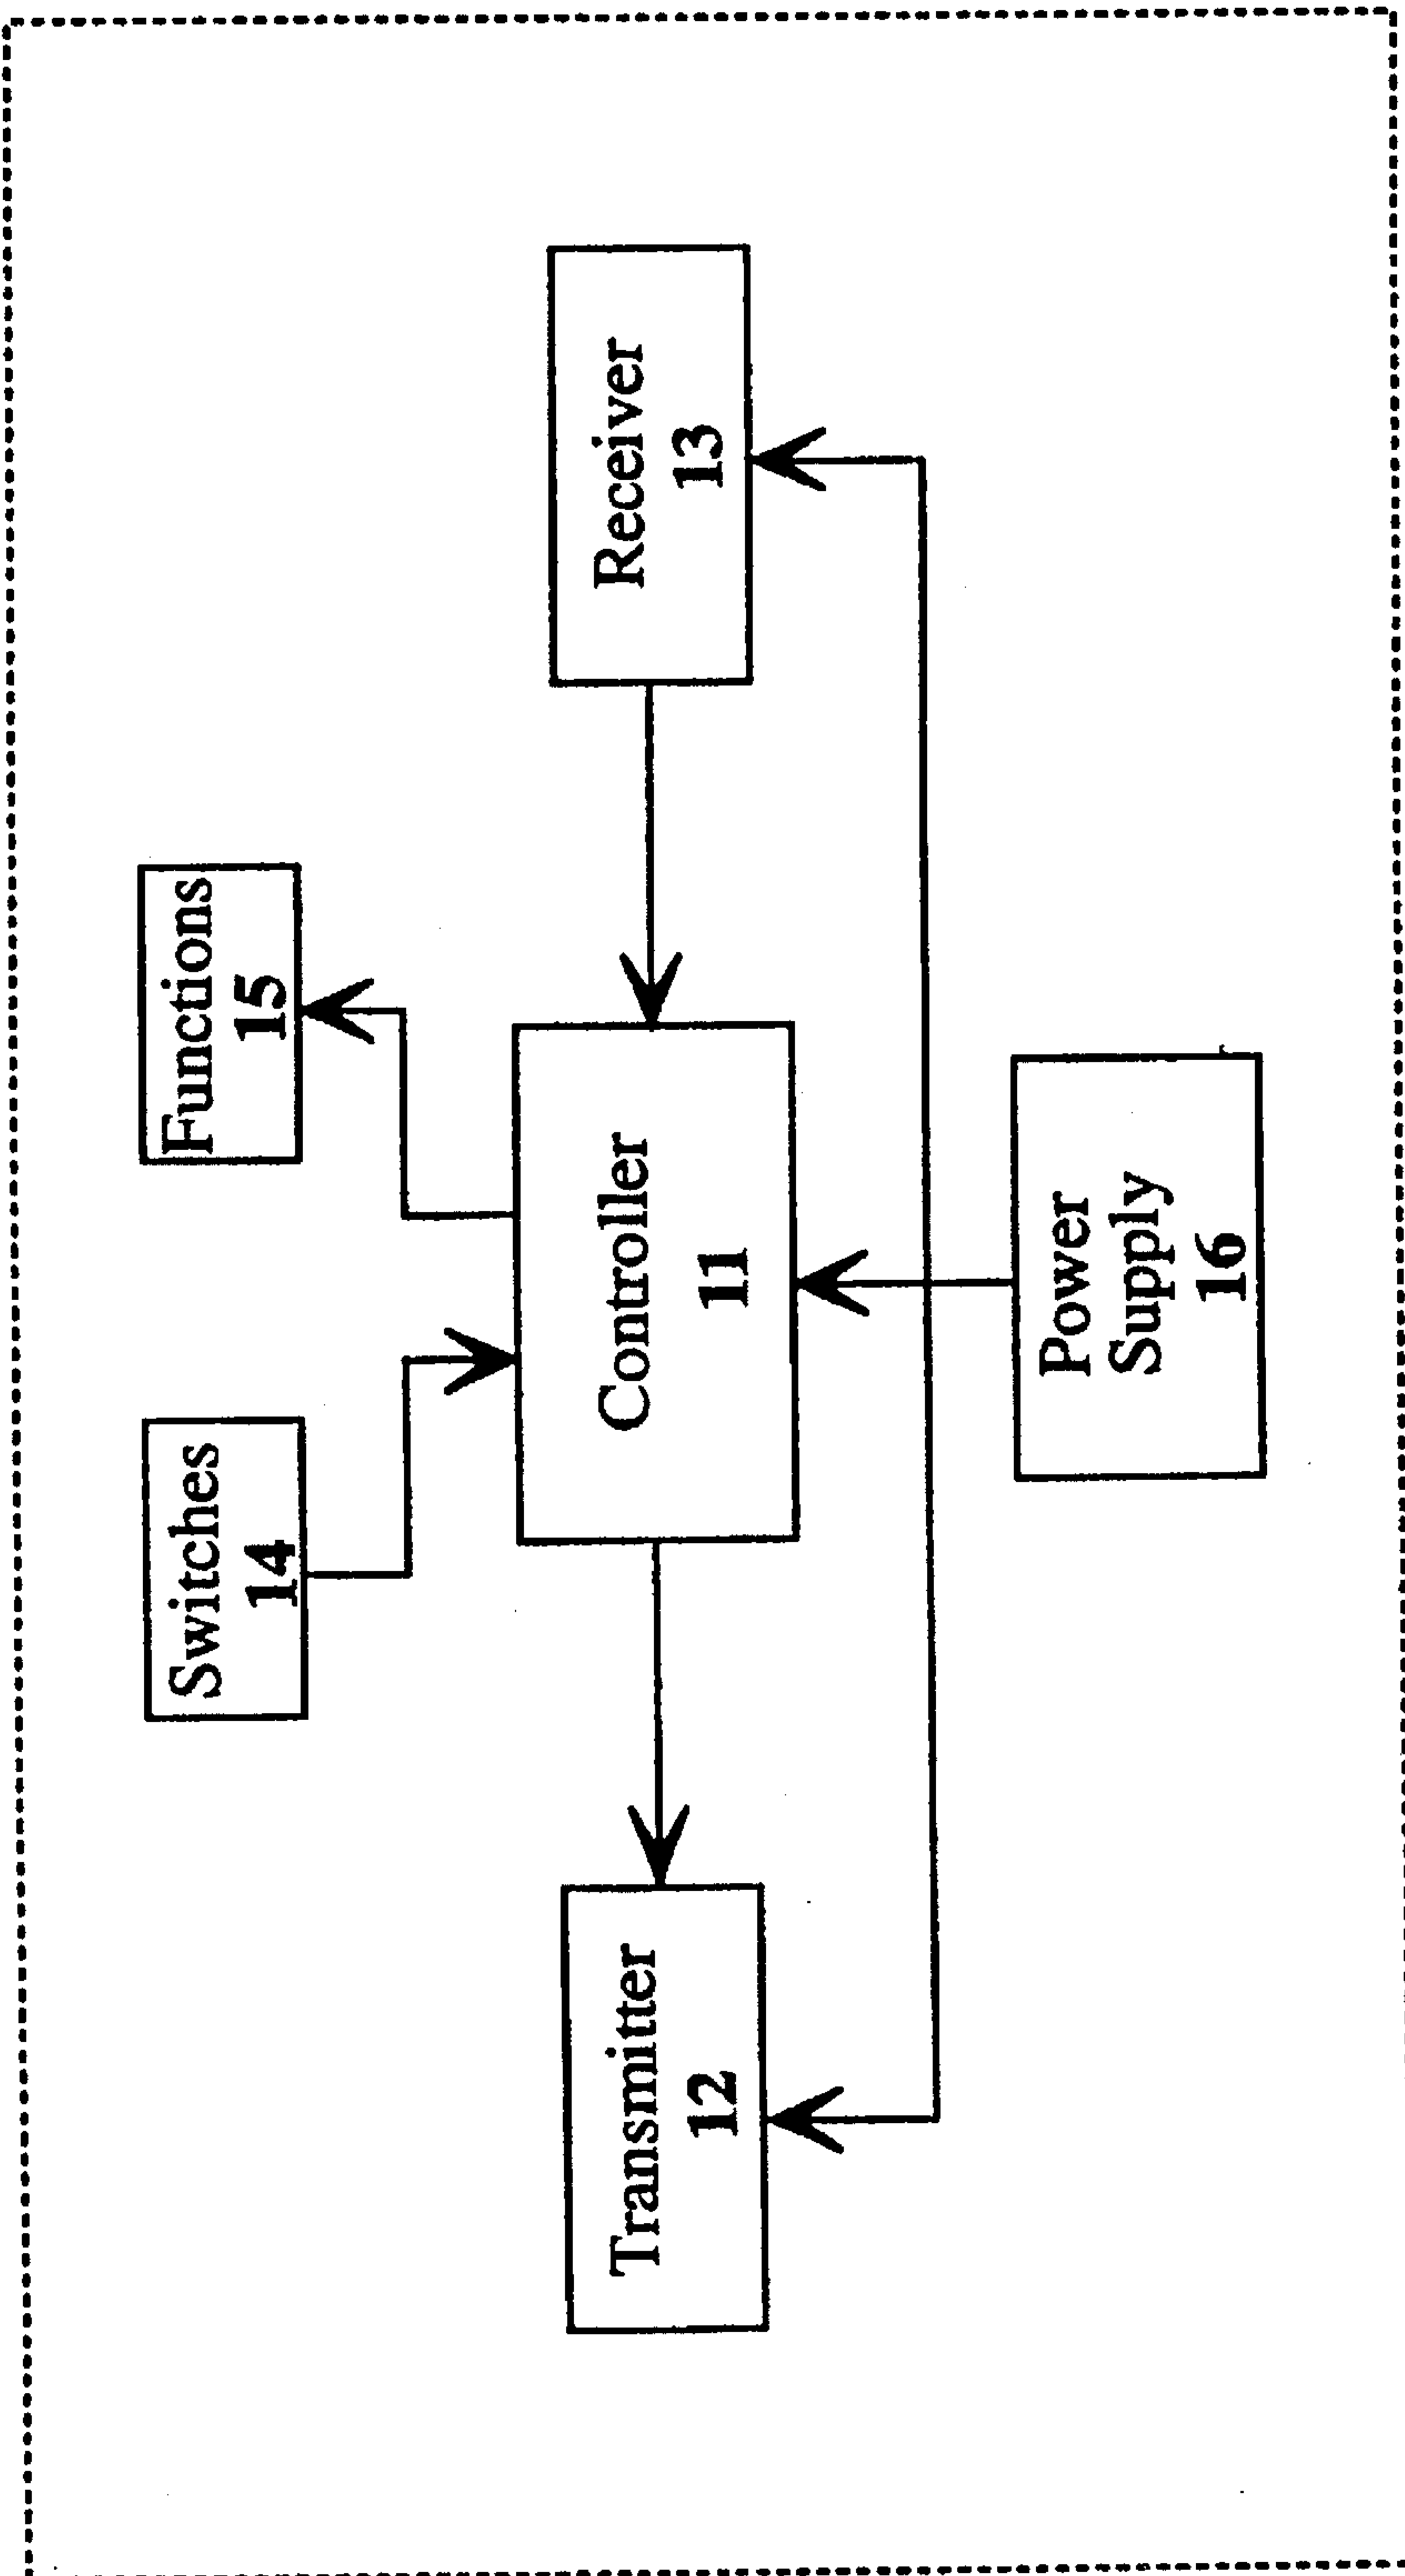 Switches
14
Functions
15
Transmitter
12
Controller
11
Receiver
13
Power
Supply
16